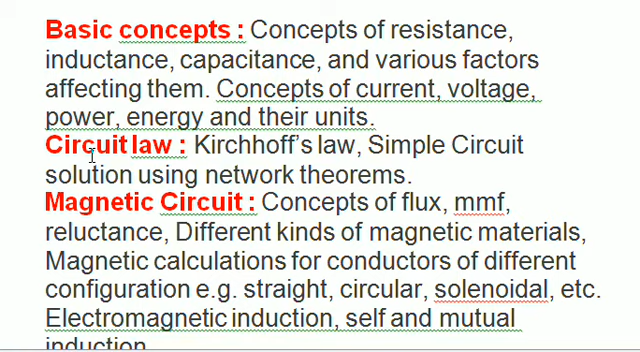 Basic concepts : Concepts of resistance,
inductance, capacitance, and various factors
affecting them. Concepts of current, voltage,
power, energy and their units.
Circuit law : Kirchhoff's law, Simple Circuit
solution using network theorems.
Magnetic Circuit : Concepts of flux, mmf,
reluctance, Different kinds of magnetic materials,
Magnetic calculations for conductors of different
configuration e.g. straight, circular, solenoidal, etc.
Electromagnetic induction, self and mutual
induction